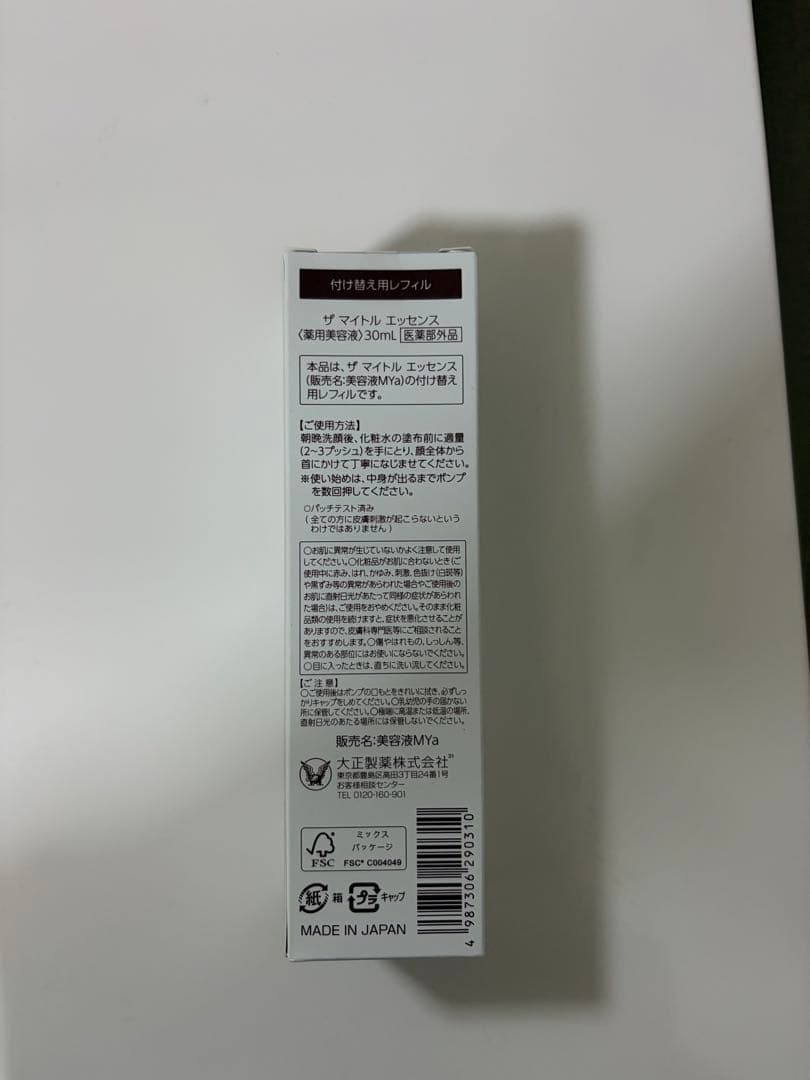 付け替え用レフィル
ザ マイトル エッセンス
〈薬用美容液〉30mL 医薬部外品
本品は、ザ マイトル エッセンス
(販売名:美容液MYa)の付け替え
用レフィルです。
【ご使用方法】
朝晩洗顔後、化粧水の塗布前に適量
(2~3プッシュ)を手にとり、顔全体から
首にかけて丁寧になじませてください。
※使い始めは、中身が出るまでポンプ
を数回押してください。
○パッチテスト済み
(全ての方に皮膚刺激が起こらないという
わけではありません)
○お肌に異常が生じていないかよく注意して使用
してください。○化粧品がお肌に合わないとき(ご
使用中に赤み、はれ、かゆみ、刺激、色抜け(白斑等)
や黒ずみ等の異常があらわれた場合やご使用後の
お肌に直射日光があたって同様の症状があらわれ
た場合)は、ご使用をおやめください。そのまま化粧
品類の使用を続けますと、症状を悪化させることが
ありますので、皮膚科専門医等にご相談されること
をおすすめします。○傷やはれもの、しっしん等、
異常のある部位にはお使いにならないでください。
○目に入ったときは、直ちに洗い流してください。
【ご注意】
○ご使用後はポンプの口もとをきれいに拭き、必ずしっ
かりキャップをしめてください。○乳幼児の手の届かない
所に保管してください。○極端に高温または低温の場所、
直射日光のあたる場所には保管しないでください。
販売名:美容液MYa
大正製薬株式会社
東京都豊島区高田3丁目24番1号
お客様相談センター
TEL 0120-160-901
FSC
ミックス
パッケージ
FSC® C004049
紙 箱 プラ キャップ
MADE IN JAPAN
4 987306 290310